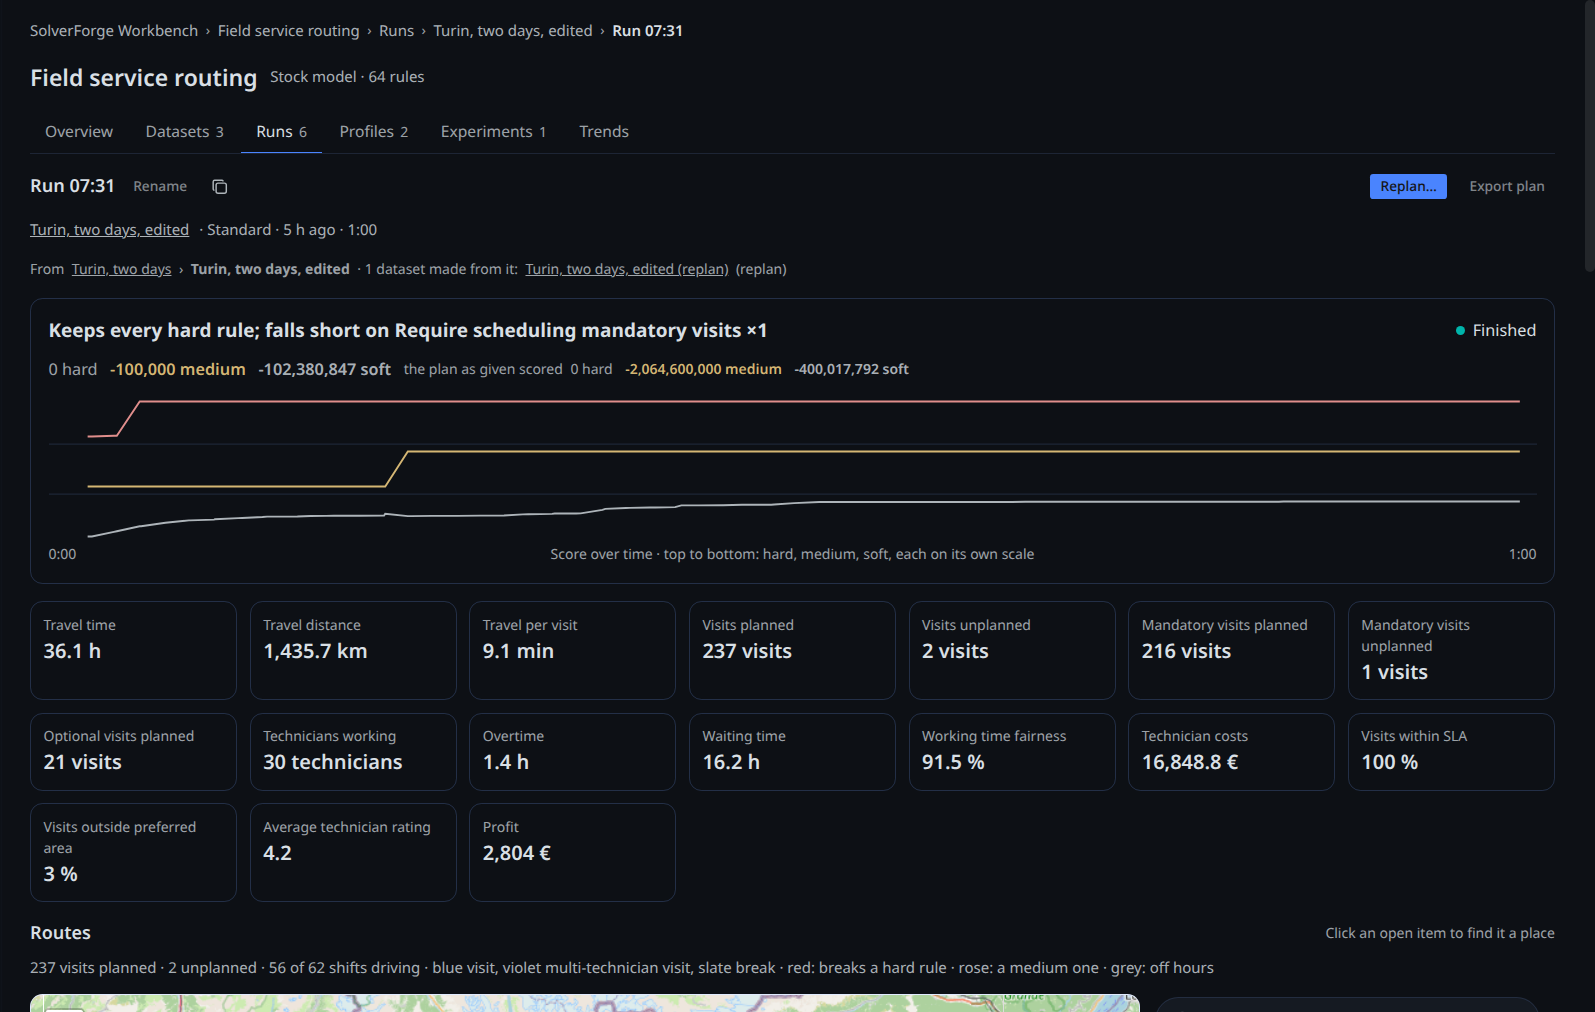 SolverForge Workbench › Field service routing › Runs › Turin, two days, edited › Run 07:31
Field service routing Stock model · 64 rules
Overview Datasets 3 Runs 6 Profiles 2 Experiments 1 Trends
Run 07:31 Rename Replan... Export plan
Turin, two days, edited · Standard · 5 h ago · 1:00
From Turin, two days › Turin, two days, edited · 1 dataset made from it: Turin, two days, edited (replan) (replan)
Keeps every hard rule; falls short on Require scheduling mandatory visits ×1 Finished
0 hard -100,000 medium -102,380,847 soft the plan as given scored 0 hard -2,064,600,000 medium -400,017,792 soft
0:00 Score over time · top to bottom: hard, medium, soft, each on its own scale 1:00
Travel time
36.1 h
Travel distance
1,435.7 km
Travel per visit
9.1 min
Visits planned
237 visits
Visits unplanned
2 visits
Mandatory visits planned
216 visits
Mandatory visits
unplanned
1 visits
Optional visits planned
21 visits
Technicians working
30 technicians
Overtime
1.4 h
Waiting time
16.2 h
Working time fairness
91.5 %
Technician costs
16,848.8 €
Visits within SLA
100 %
Visits outside preferred
area
3 %
Average technician rating
4.2
Profit
2,804 €
Routes Click an open item to find it a place
237 visits planned · 2 unplanned · 56 of 62 shifts driving · blue visit, violet multi-technician visit, slate break · red: breaks a hard rule · rose: a medium one · grey: off hours